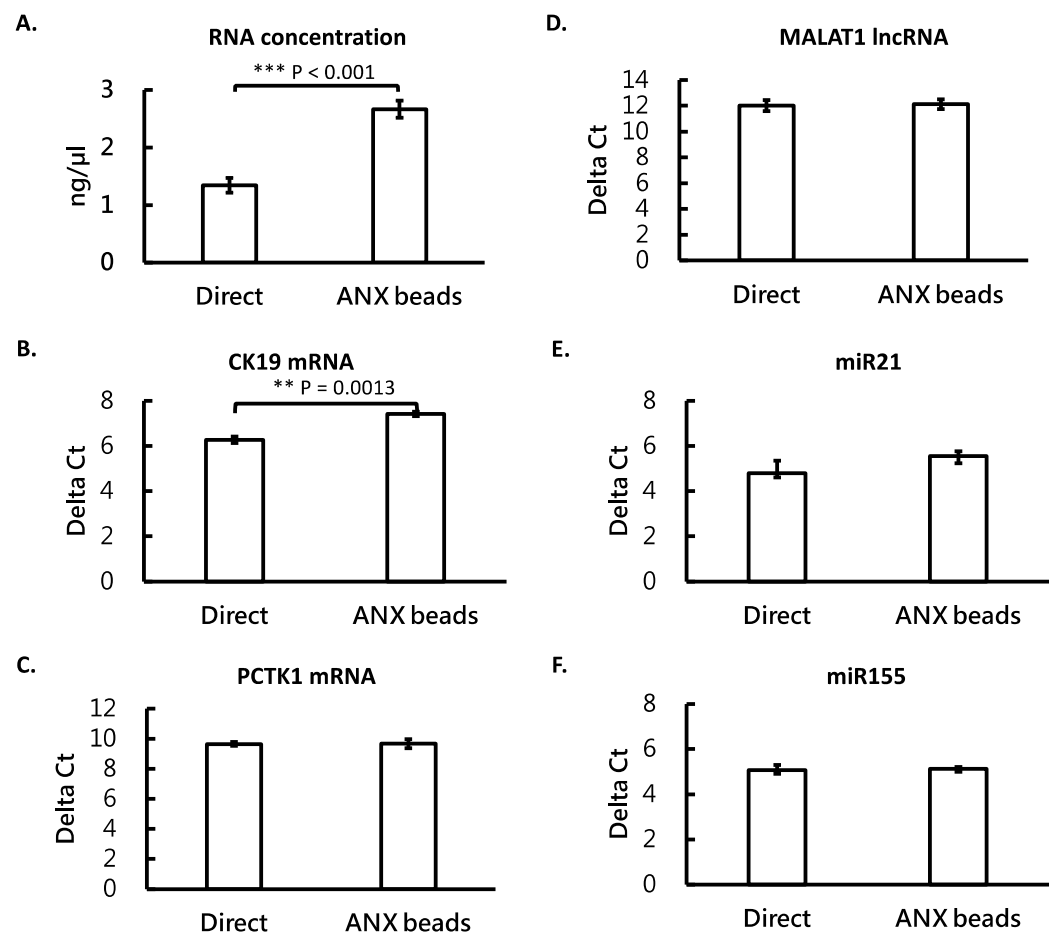 A.
RNA concentration
*** P < 0.001
3
2
1
0
ng/µl
Direct ANX beads
B.
CK19 mRNA
** P = 0.0013
8
6
4
2
0
Delta Ct
Direct ANX beads
C.
PCTK1 mRNA
12
10
8
6
4
2
0
Delta Ct
Direct ANX beads
D.
MALAT1 lncRNA
14
12
10
8
6
4
2
0
Delta Ct
Direct ANX beads
E.
miR21
8
6
4
2
0
Delta Ct
Direct ANX beads
F.
miR155
8
6
4
2
0
Delta Ct
Direct ANX beads